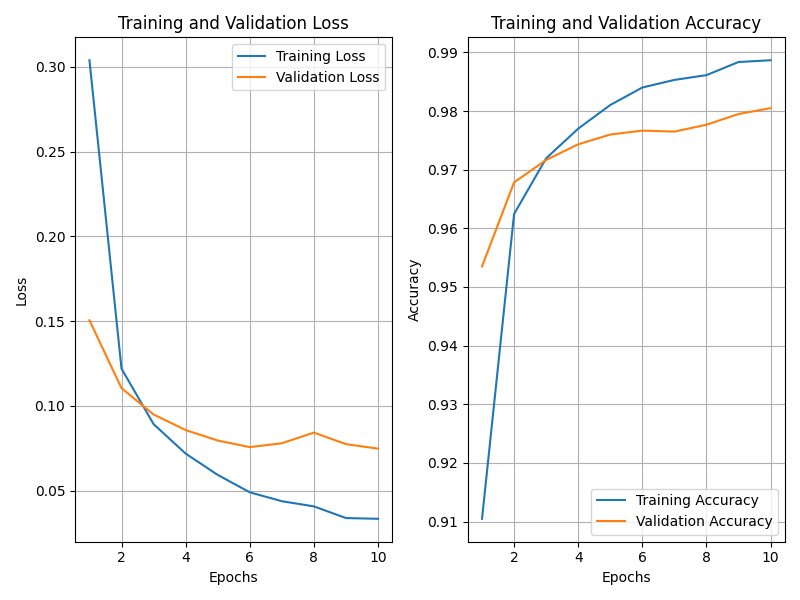 Training and Validation Loss
Training Loss
Validation Loss
0.30
0.25
0.20
0.15
0.10
0.05
Loss
2
4
6
8
10
Epochs
Training and Validation Accuracy
0.99
0.98
0.97
0.96
0.95
0.94
0.93
0.92
0.91
Accuracy
Training Accuracy
Validation Accuracy
2
4
6
8
10
Epochs